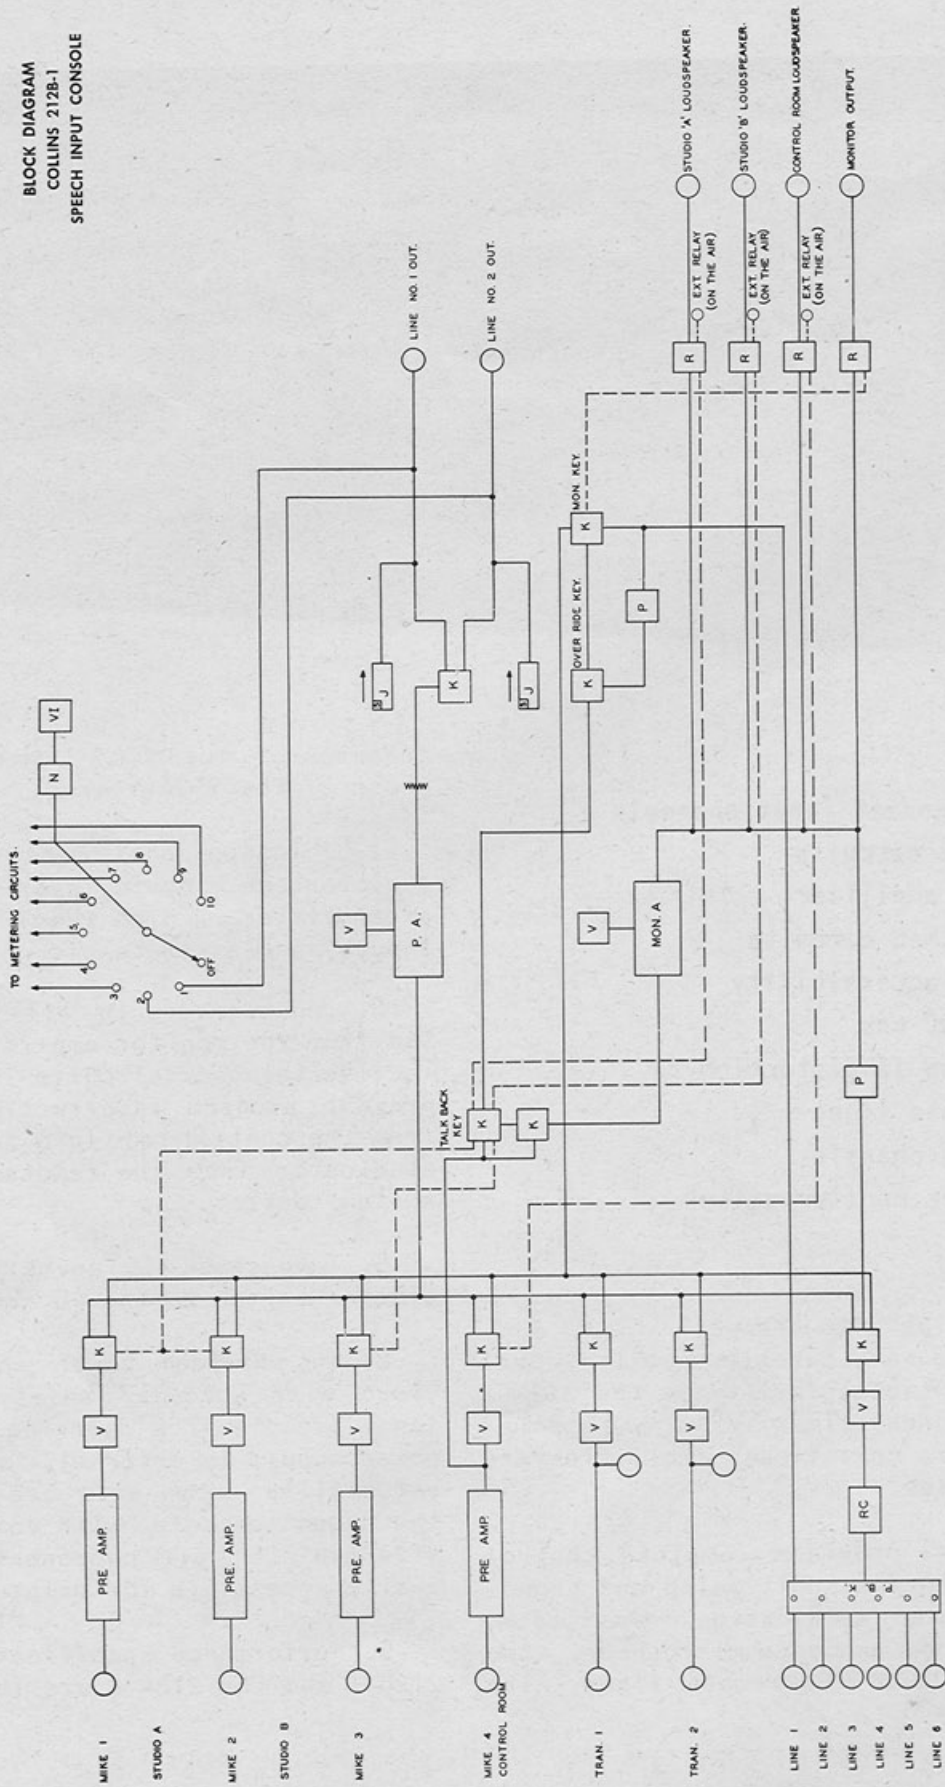 BLOCK DIAGRAM
COLLINS 212B-1
SPEECH INPUT CONSOLE
TO METERING CIRCUITS.
3
4
5
6
7
8
9
10
OFF
1
2
N
VI
MIKE 1
PRE AMP.
V
K
STUDIO A
MIKE 2
PRE. AMP.
V
K
STUDIO B
MIKE 3
PRE. AMP.
V
K
MIKE 4
CONTROL ROOM
PRE AMP.
V
K
TRAN. 1
V
K
TRAN. 2
V
K
LINE 1
LINE 2
LINE 3
LINE 4
LINE 5
LINE 6
RC
V
K
P
V
P. A.
J
K
J
LINE NO. 1 OUT.
LINE NO. 2 OUT.
TALK BACK
KEY
K
K
V
MON. A
OVER RIDE KEY.
K
MON. KEY.
K
P
R
EXT. RELAY
(ON THE AIR)
STUDIO 'A' LOUDSPEAKER.
R
EXT. RELAY
(ON THE AIR)
STUDIO 'B' LOUDSPEAKER.
R
EXT. RELAY
(ON THE AIR)
CONTROL ROOM LOUDSPEAKER
R
MONITOR OUTPUT.